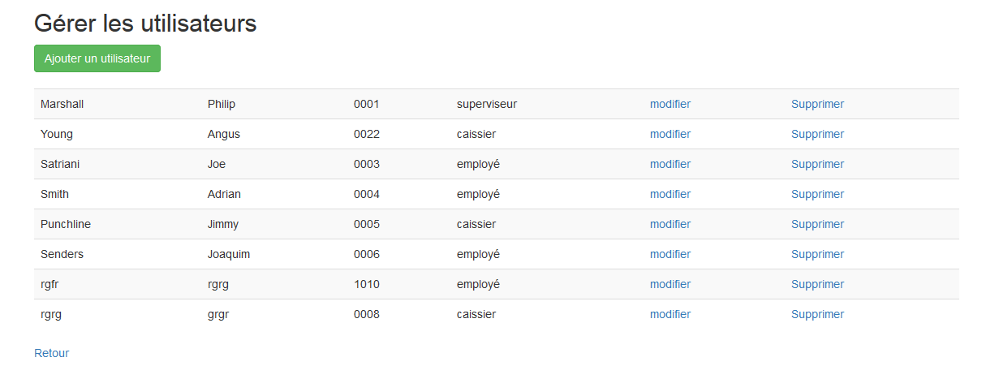 Gérer les utilisateurs
Ajouter un utilisateur
Marshall Philip 0001 superviseur modifier Supprimer
Young Angus 0022 caissier modifier Supprimer
Satriani Joe 0003 employé modifier Supprimer
Smith Adrian 0004 employé modifier Supprimer
Punchline Jimmy 0005 caissier modifier Supprimer
Senders Joaquim 0006 employé modifier Supprimer
rgfr rgrg 1010 employé modifier Supprimer
rgrg grgr 0008 caissier modifier Supprimer
Retour